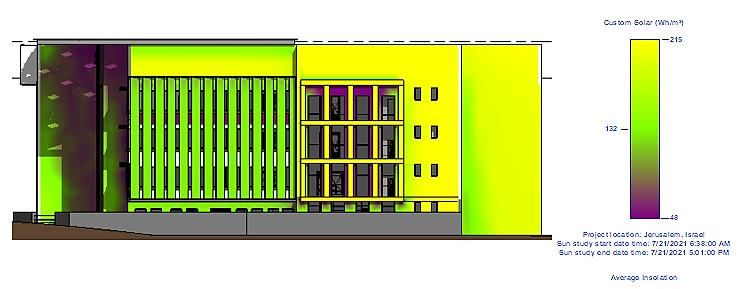 Custom Solar (Wh/m²)
215
132
48
Project location: Jerusalem, Israel
Sun study start date time: 7/21/2021 6:38:00 AM
Sun study end date time: 7/21/2021 5:01:00 PM
Average Insolation